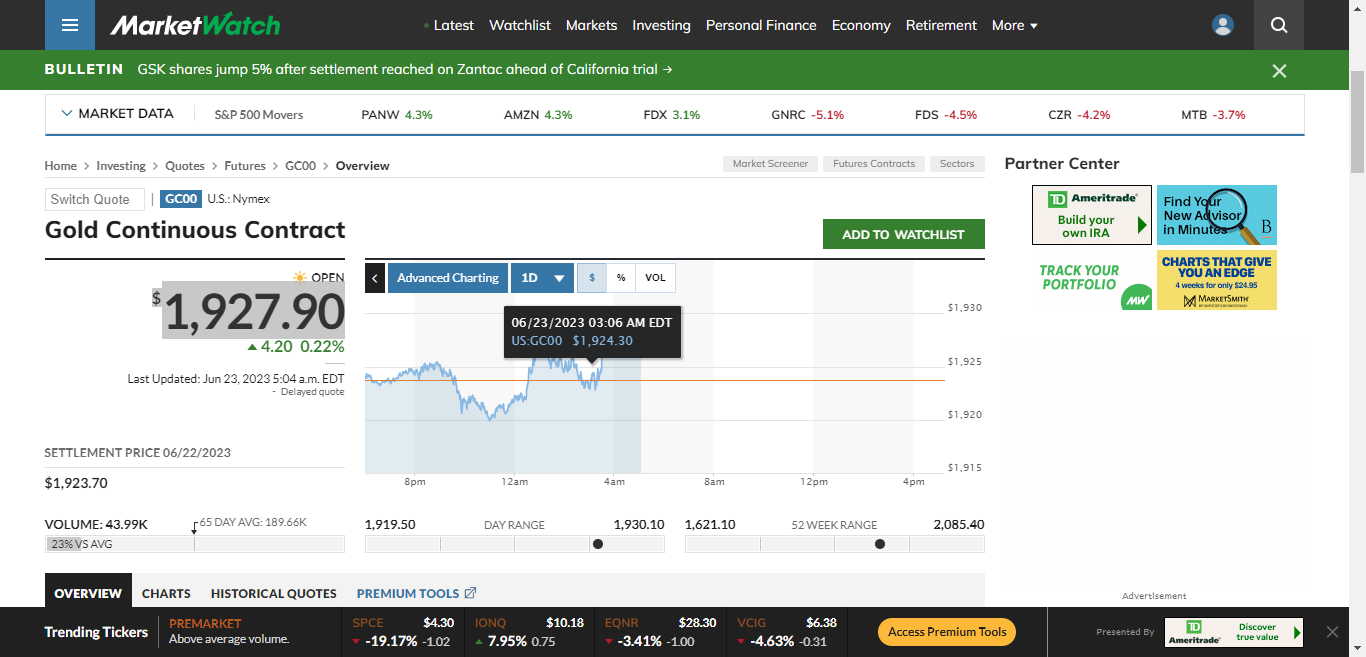 MarketWatch
Latest Watchlist Markets Investing Personal Finance Economy Retirement More
BULLETIN GSK shares jump 5% after settlement reached on Zantac ahead of California trial →
MARKET DATA S&P 500 Movers PANW 4.3% AMZN 4.3% FDX 3.1% GNRC -5.1% FDS -4.5% CZR -4.2% MTB -3.7%
Home > Investing > Quotes > Futures > GC00 > Overview
Market Screener Futures Contracts Sectors
Partner Center
Switch Quote | GC00 U.S.: Nymex
Gold Continuous Contract
ADD TO WATCHLIST
TD Ameritrade
Build your
own IRA
Find Your
New Advisor
in Minutes
B
TRACK YOUR
PORTFOLIO
MW
CHARTS THAT GIVE
YOU AN EDGE
4 weeks for only $24.95
MARKETSMITH
OPEN
$1,927.90
4.20 0.22%
Last Updated: Jun 23, 2023 5:04 a.m. EDT
- Delayed quote
Advanced Charting 1D $ % VOL
06/23/2023 03:06 AM EDT
US:GC00 $1,924.30
$1,930
$1,925
$1,920
$1,915
8pm 12am 4am 8am 12pm 4pm
SETTLEMENT PRICE 06/22/2023
$1,923.70
VOLUME: 43.99K 65 DAY AVG: 189.66K
23% VS AVG
1,919.50 DAY RANGE 1,930.10
1,621.10 52 WEEK RANGE 2,085.40
OVERVIEW CHARTS HISTORICAL QUOTES PREMIUM TOOLS
Advertisement
Trending Tickers
PREMARKET
Above average volume.
SPCE $4.30
-19.17% -1.02
IONQ $10.18
7.95% 0.75
EQNR $28.30
-3.41% -1.00
VCIG $6.38
-4.63% -0.31
Access Premium Tools
Presented By
TD Ameritrade
Discover
true value